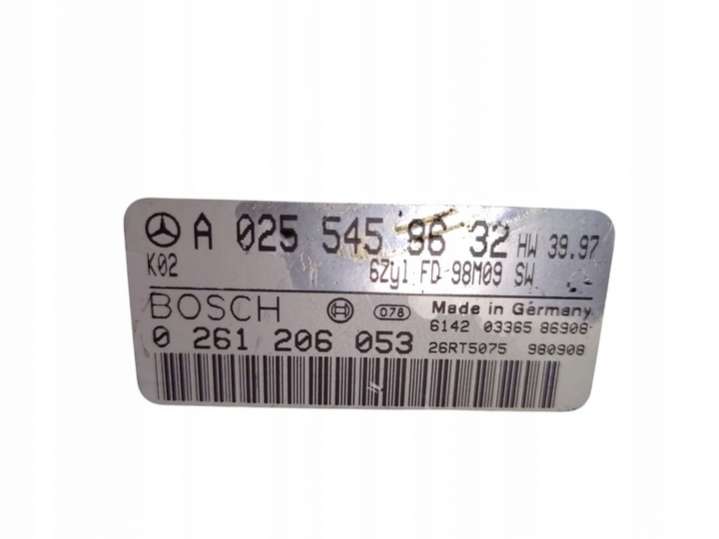 A 025 545 86 32 HW 39.97
K02 6Zyl FD 98M09 SW
BOSCH 078 Made in Germany
6142 03365 86908
0 261 206 053 26RT5075 980908